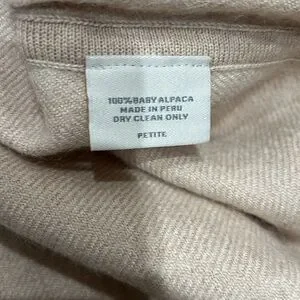 100% BABY ALPACA
MADE IN PERU
DRY CLEAN ONLY
PETITE